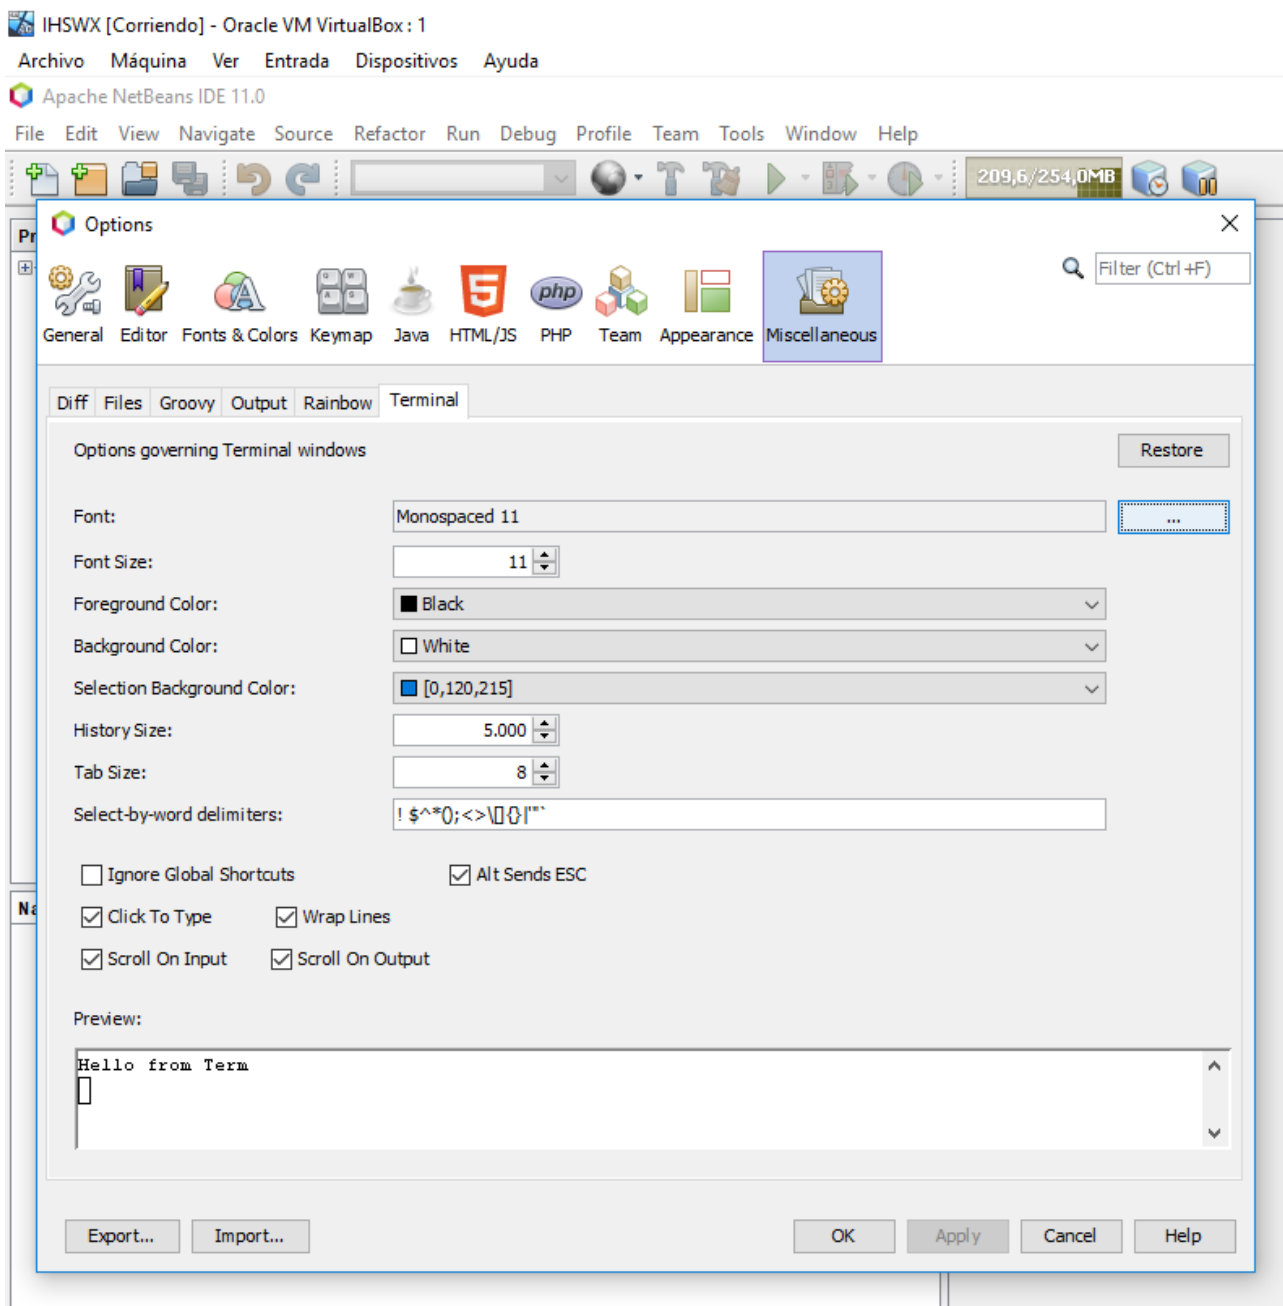 IHSWX [Corriendo] - Oracle VM VirtualBox : 1
Archivo Máquina Ver Entrada Dispositivos Ayuda
Apache NetBeans IDE 11.0
File Edit View Navigate Source Refactor Run Debug Profile Team Tools Window Help
209,6/254,0MB
Pr
Options
Filter (Ctrl+F)
General Editor Fonts & Colors Keymap Java HTML/JS PHP Team Appearance Miscellaneous
Diff Files Groovy Output Rainbow Terminal
Options governing Terminal windows Restore
Font: Monospaced 11 ...
Font Size: 11
Foreground Color: Black
Background Color: White
Selection Background Color: [0,120,215]
History Size: 5.000
Tab Size: 8
Select-by-word delimiters: ! $^*();<>\[]{}|'"`
Ignore Global Shortcuts Alt Sends ESC
Na
Click To Type Wrap Lines
Scroll On Input Scroll On Output
Preview:
Hello from Term
Export... Import... OK Apply Cancel Help